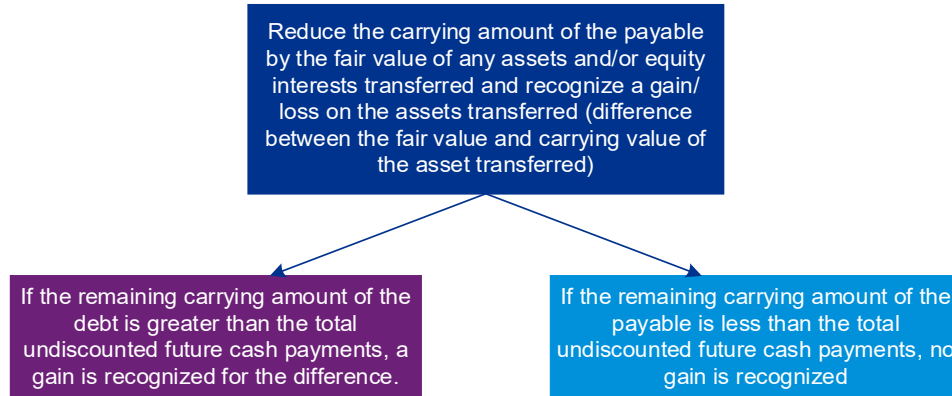 Reduce the carrying amount of the payable
by the fair value of any assets and/or equity
interests transferred and recognize a gain/
loss on the assets transferred (difference
between the fair value and carrying value of
the asset transferred)
If the remaining carrying amount of the
debt is greater than the total
undiscounted future cash payments, a
gain is recognized for the difference.
If the remaining carrying amount of the
payable is less than the total
undiscounted future cash payments, no
gain is recognized